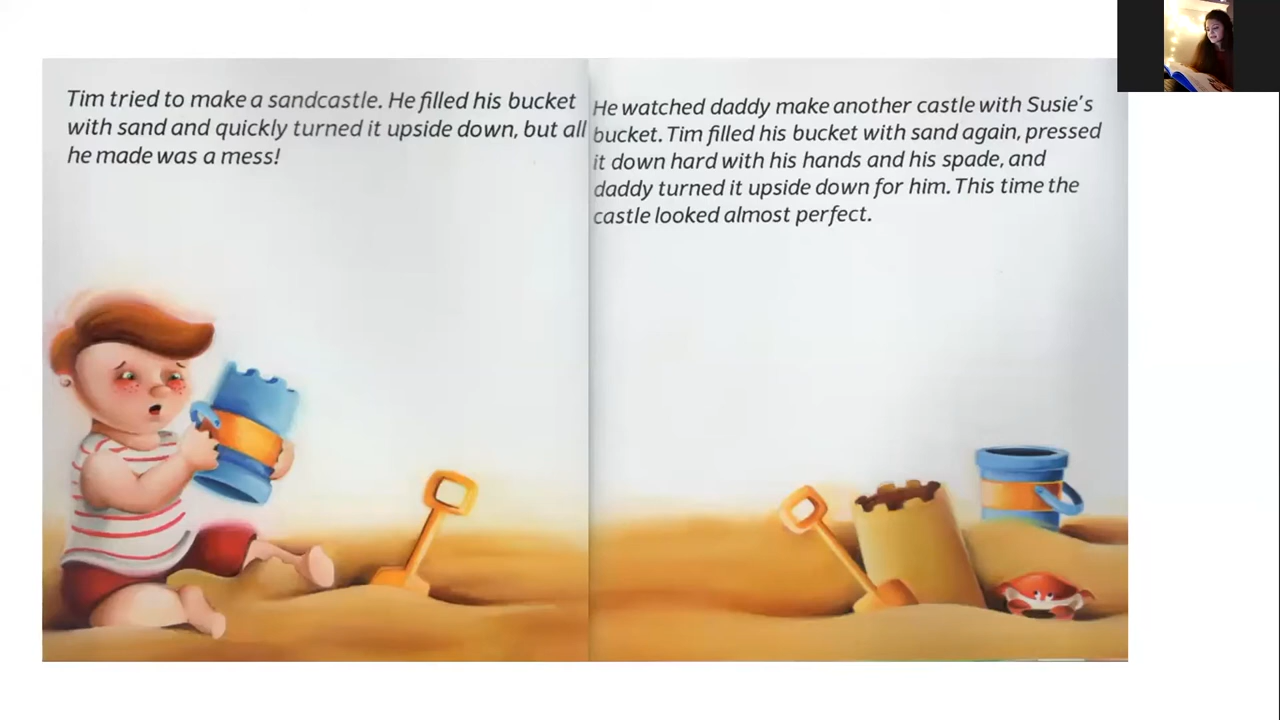 Tim tried to make a sandcastle. He filled his bucket
with sand and quickly turned it upside down, but all
he made was a mess!
He watched daddy make another castle with Susie's
bucket. Tim filled his bucket with sand again, pressed
it down hard with his hands and his spade, and
daddy turned it upside down for him. This time the
castle looked almost perfect.